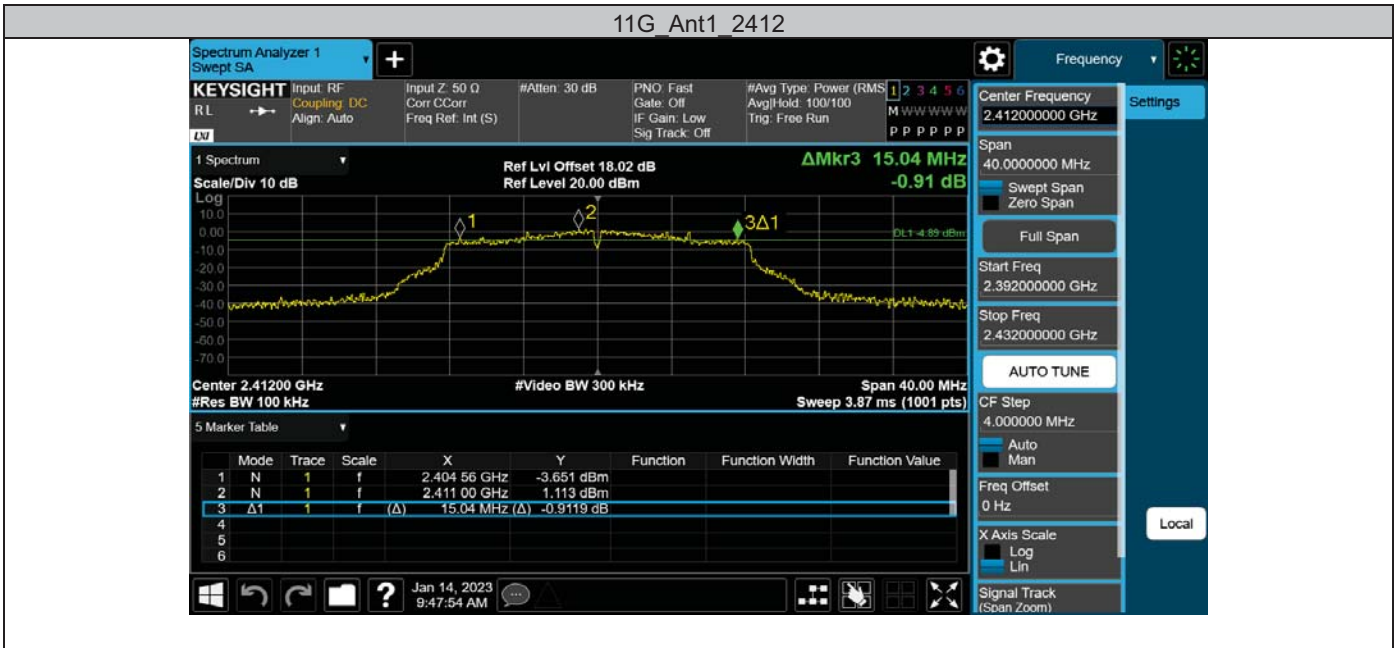 11G_Ant1_2412
Spectrum Analyzer 1
Swept SA
+
Frequency
KEYSIGHT
RL
LXI
Input: RF
Coupling: DC
Align: Auto
Input Z: 50 Ω
Corr CCorr
Freq Ref: Int (S)
#Atten: 30 dB
PNO: Fast
Gate: Off
IF Gain: Low
Sig Track: Off
#Avg Type: Power (RMS
Avg|Hold: 100/100
Trig: Free Run
1 2 3 4 5 6
M W W W W W
P P P P P P
1 Spectrum
Scale/Div 10 dB
Ref Lvl Offset 18.02 dB
Ref Level 20.00 dBm
ΔMkr3 15.04 MHz
-0.91 dB
Log
10.0
0.00
-10.0
-20.0
-30.0
-40.0
-50.0
-60.0
-70.0
1
2
3Δ1
DL1 -4.89 dBm
Center 2.41200 GHz
#Video BW 300 kHz
Span 40.00 MHz
#Res BW 100 kHz
Sweep 3.87 ms (1001 pts)
5 Marker Table
Mode Trace Scale X Y Function Function Width Function Value
1 N 1 f 2.404 56 GHz -3.651 dBm
2 N 1 f 2.411 00 GHz 1.113 dBm
3 Δ1 1 f (Δ) 15.04 MHz (Δ) -0.9119 dB
4
5
6
Center Frequency
2.412000000 GHz
Settings
Span
40.0000000 MHz
Swept Span
Zero Span
Full Span
Start Freq
2.392000000 GHz
Stop Freq
2.432000000 GHz
AUTO TUNE
CF Step
4.000000 MHz
Auto
Man
Freq Offset
0 Hz
X Axis Scale
Log
Lin
Local
Signal Track
(Span Zoom)
?
Jan 14, 2023
9:47:54 AM